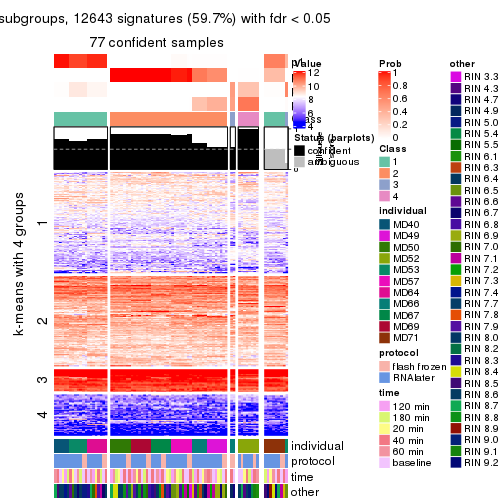 subgroups, 12643 signatures (59.7%) with fdr < 0.05
77 confident samples
k-means with 4 groups
1
2
3
4
individual
protocol
time
other
Value
12
10
8
6
4
Status (barplots)
confident
ambiguous
Prob
1
0.8
0.6
0.4
0.2
0
Class
1
2
3
4
individual
MD40
MD49
MD50
MD52
MD53
MD57
MD64
MD66
MD67
MD69
MD71
protocol
flash frozen
RNAlater
time
120 min
180 min
20 min
40 min
60 min
baseline
other
RIN 3.3
RIN 4.3
RIN 4.7
RIN 4.9
RIN 5.0
RIN 5.4
RIN 5.5
RIN 6.1
RIN 6.3
RIN 6.4
RIN 6.5
RIN 6.6
RIN 6.7
RIN 6.8
RIN 6.9
RIN 7.0
RIN 7.1
RIN 7.2
RIN 7.3
RIN 7.4
RIN 7.7
RIN 7.8
RIN 7.9
RIN 8.0
RIN 8.2
RIN 8.3
RIN 8.4
RIN 8.5
RIN 8.6
RIN 8.7
RIN 8.8
RIN 8.9
RIN 9.0
RIN 9.1
RIN 9.2